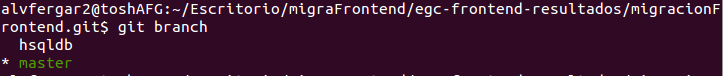 alvfergar2@toshAFG:~/Escritorio/migraFrontend/egc-frontend-resultados/migracionF
rontend.git$ git branch
  hsqldb
* master